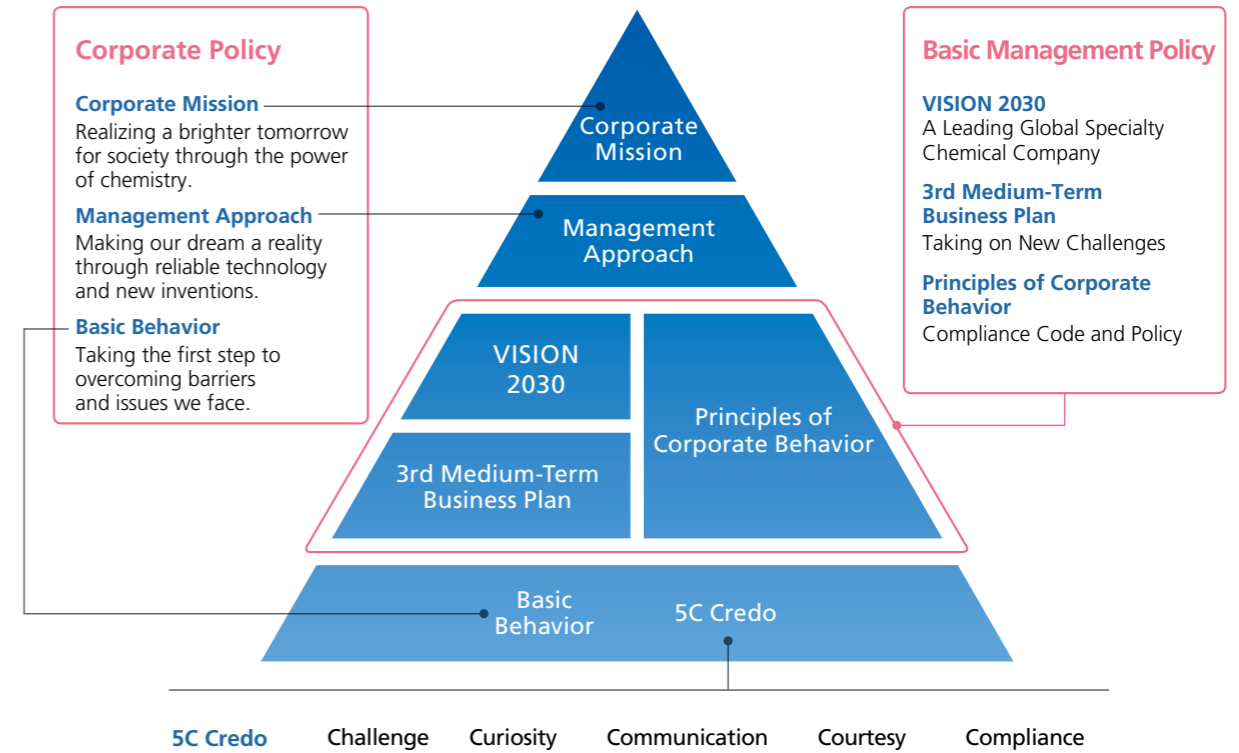 Corporate Policy
Corporate Mission
Realizing a brighter tomorrow
for society through the power
of chemistry.
Management Approach
Making our dream a reality
through reliable technology
and new inventions.
Basic Behavior
Taking the first step to
overcoming barriers
and issues we face.
Corporate
Mission
Management
Approach
VISION
2030
3rd Medium-Term
Business Plan
Principles of
Corporate Behavior
Basic
Behavior
5C Credo
Basic Management Policy
VISION 2030
A Leading Global Specialty
Chemical Company
3rd Medium-Term
Business Plan
Taking on New Challenges
Principles of Corporate
Behavior
Compliance Code and Policy
5C Credo Challenge Curiosity Communication Courtesy Compliance